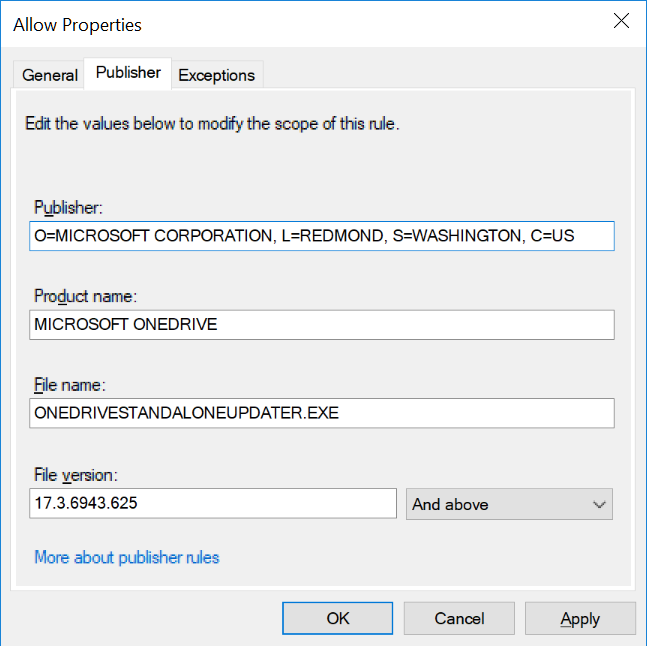 Allow Properties
General Publisher Exceptions
Edit the values below to modify the scope of this rule.
Publisher:
O=MICROSOFT CORPORATION, L=REDMOND, S=WASHINGTON, C=US
Product name:
MICROSOFT ONEDRIVE
File name:
ONEDRIVESTANDALONEUPDATER.EXE
File version:
17.3.6943.625 And above
More about publisher rules
OK Cancel Apply